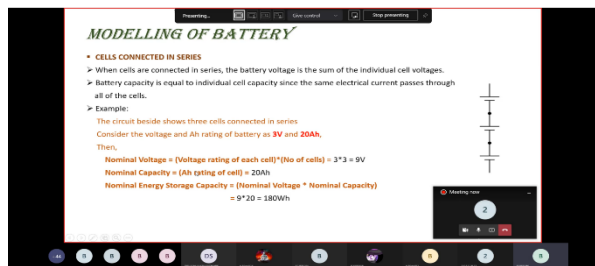 Presenting...
Give control
Stop presenting
MODELLING OF BATTERY
CELLS CONNECTED IN SERIES
When cells are connected in series, the battery voltage is the sum of the individual cell voltages.
Battery capacity is equal to individual cell capacity since the same electrical current passes through
all of the cells.
Example:
The circuit beside shows three cells connected in series
Consider the voltage and Ah rating of battery as 3V and 20Ah,
Then,
Nominal Voltage = (Voltage rating of each cell)*(No of cells) = 3*3 = 9V
Nominal Capacity = (Ah rating of cell) = 20Ah
Nominal Energy Storage Capacity = (Nominal Voltage * Nominal Capacity)
= 9*20 = 180Wh
Meeting now
2
OS
2